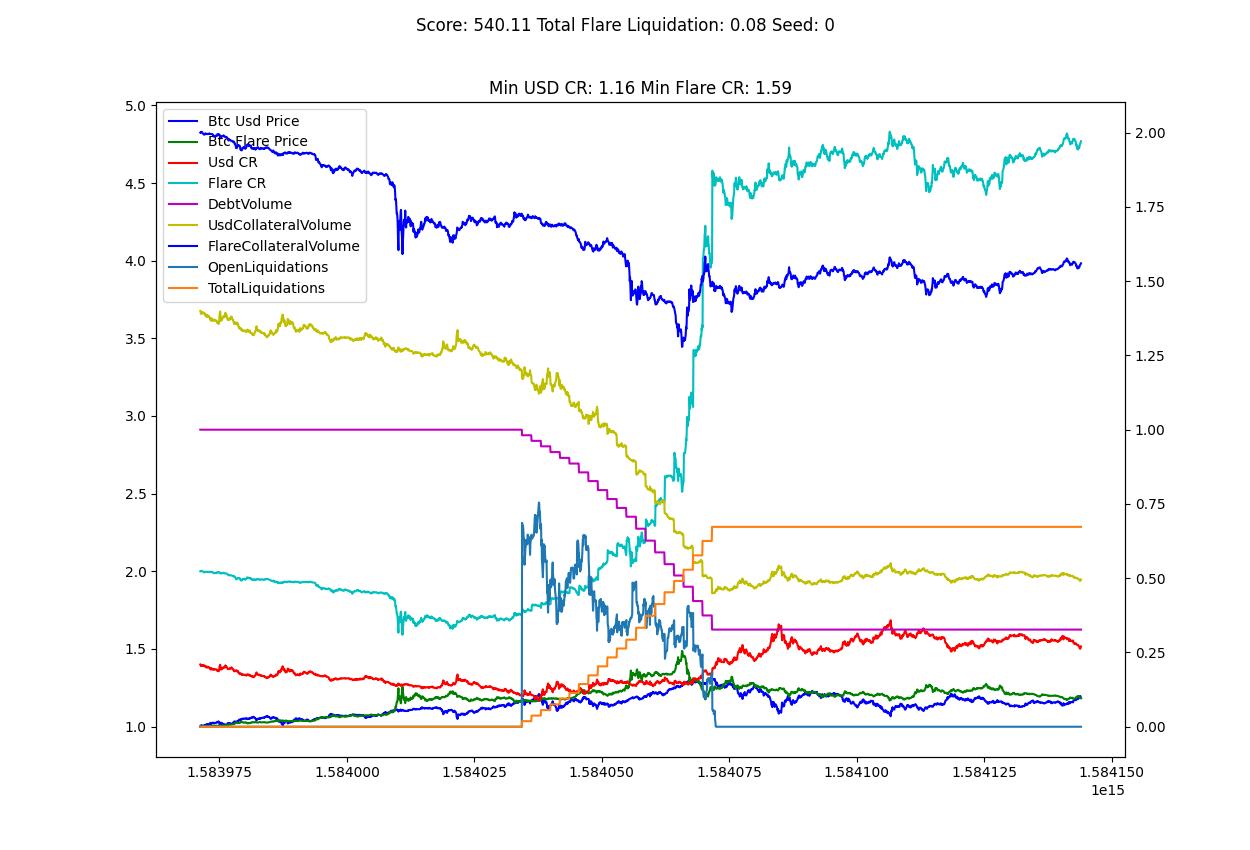 Score: 540.11 Total Flare Liquidation: 0.08 Seed: 0
Min USD CR: 1.16 Min Flare CR: 1.59
Btc Usd Price
Btc Flare Price
Usd CR
Flare CR
DebtVolume
UsdCollateralVolume
FlareCollateralVolume
OpenLiquidations
TotalLiquidations
5.0
4.5
4.0
3.5
3.0
2.5
2.0
1.5
1.0
2.00
1.75
1.50
1.25
1.00
0.75
0.50
0.25
0.00
1.583975 1.584000 1.584025 1.584050 1.584075 1.584100 1.584125 1.584150
1e15